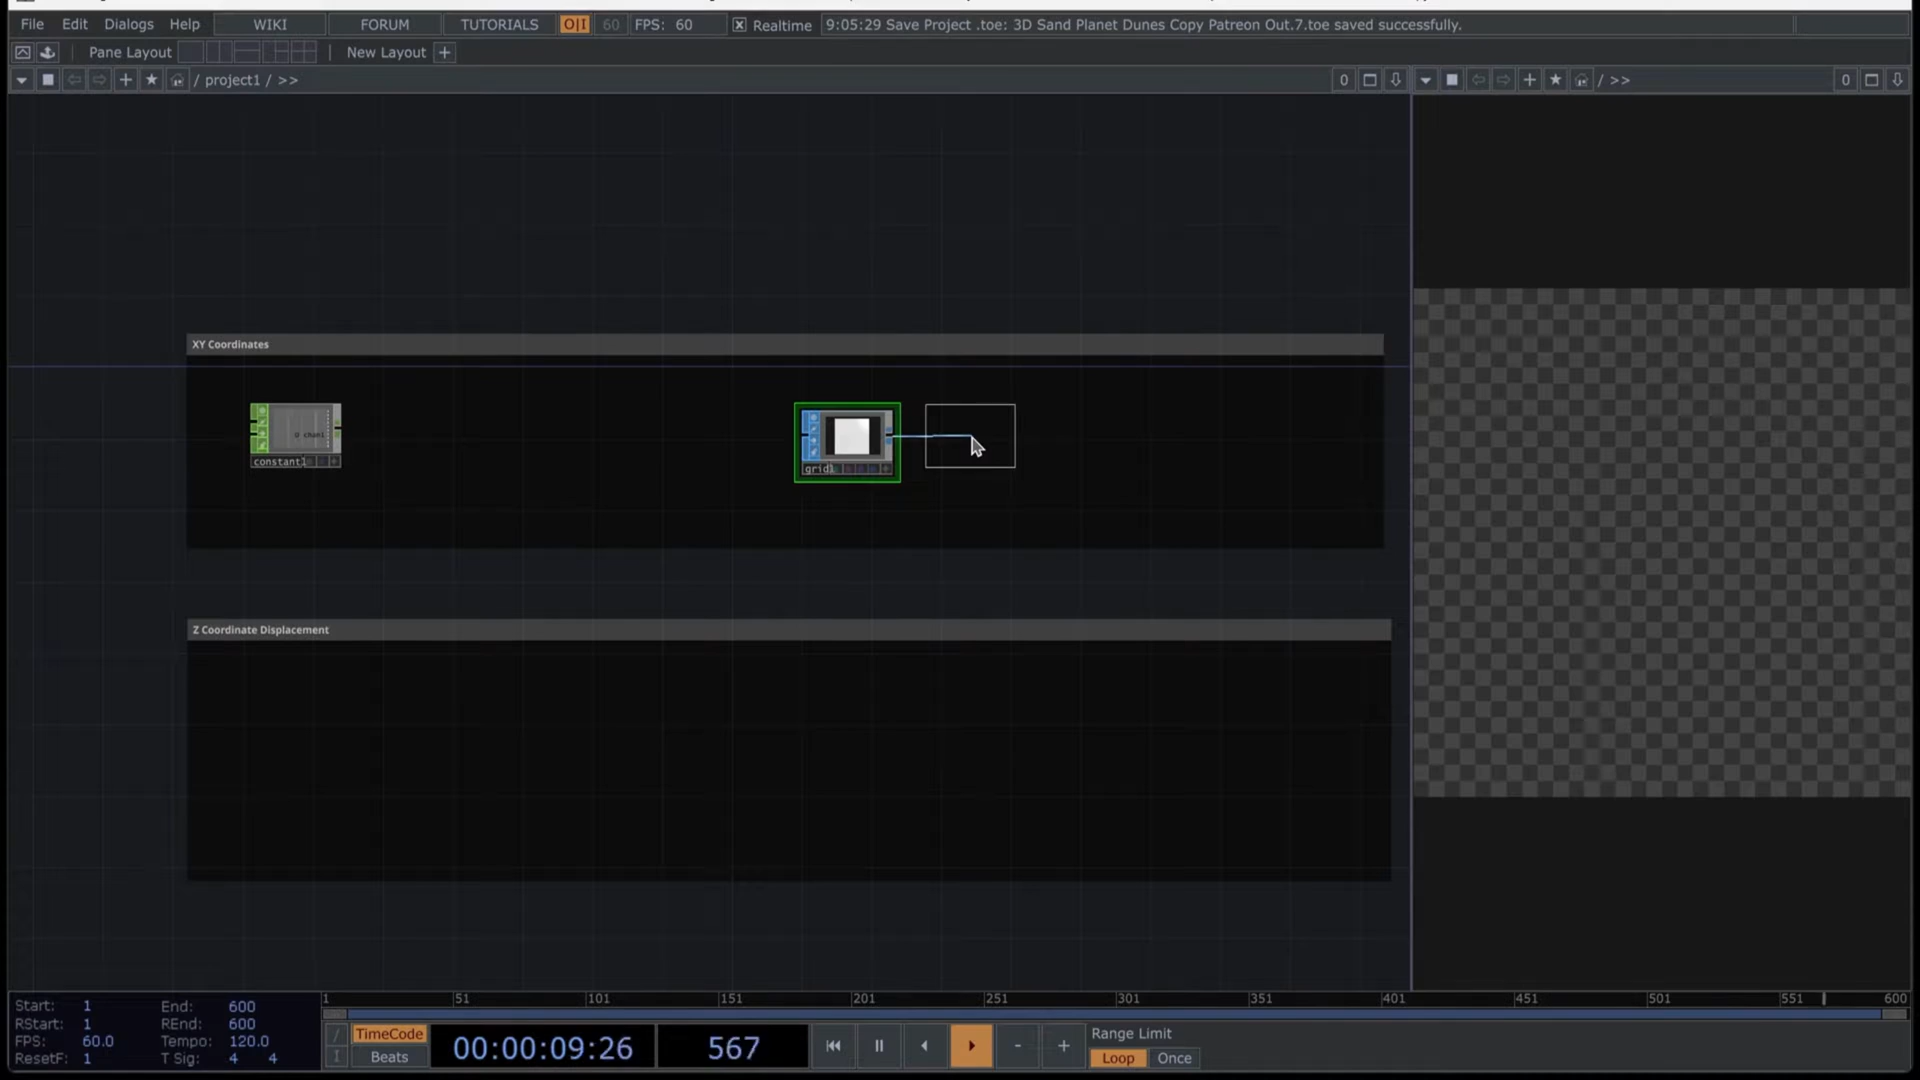 File Edit Dialogs Help WIKI FORUM TUTORIALS O|I 60 FPS: 60 Realtime 9:05:29 Save Project .toe: 3D Sand Planet Dunes Copy Patreon Out.7.toe saved successfully.
Pane Layout New Layout +
/ project1 / >> 0 / >> 0
XY Coordinates
0 chan
constant1
grid1
Z Coordinate Displacement
1 51 101 151 201 251 301 351 401 451 501 551 600
Start: 1 End: 600
RStart: 1 REnd: 600
FPS: 60.0 Tempo: 120.0
ResetF: 1 T Sig: 4 4
TimeCode
Beats
00:00:09:26 567
- +
Range Limit
Loop Once